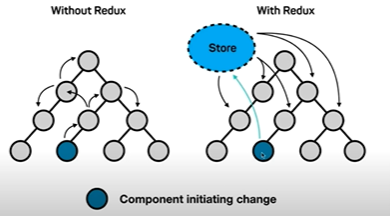 Without Redux
With Redux
Store
Component initiating change